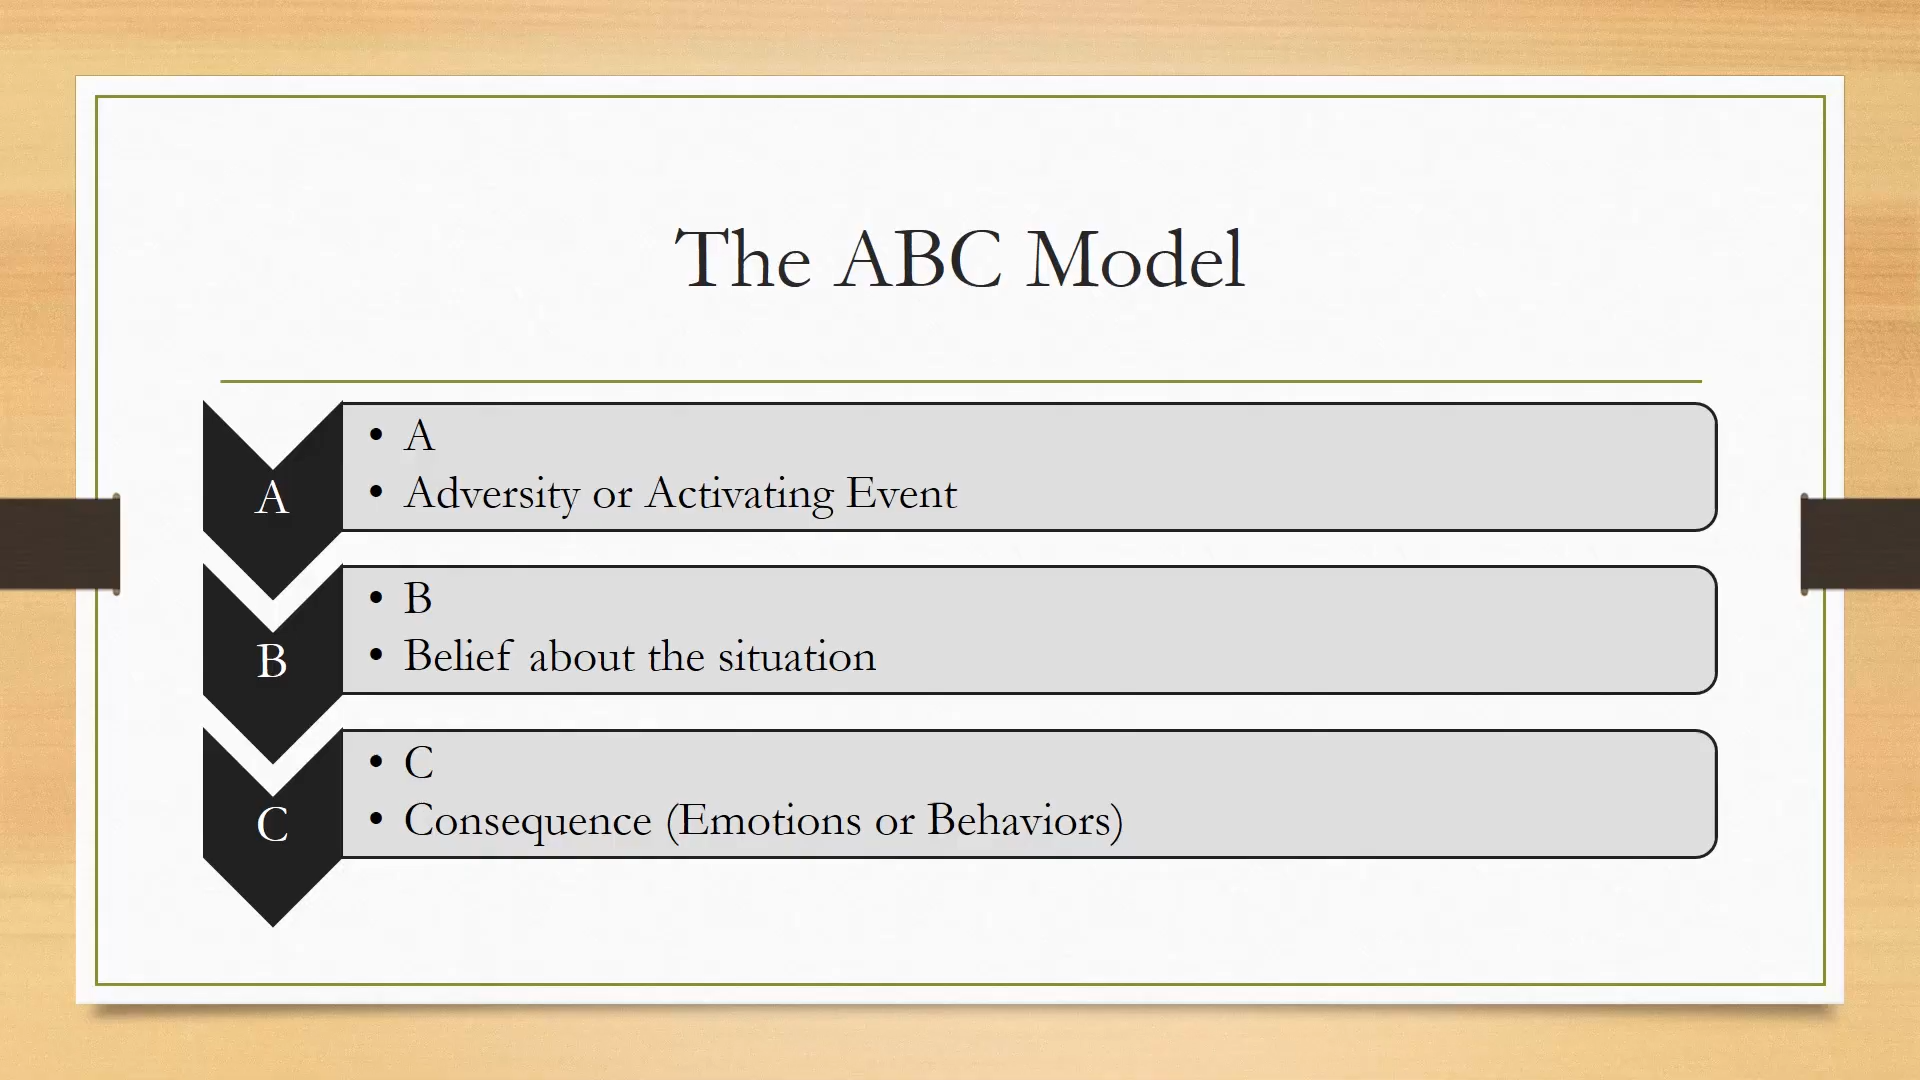 The ABC Model
A
• A
• Adversity or Activating Event
B
• B
• Belief about the situation
C
• C
• Consequence (Emotions or Behaviors)